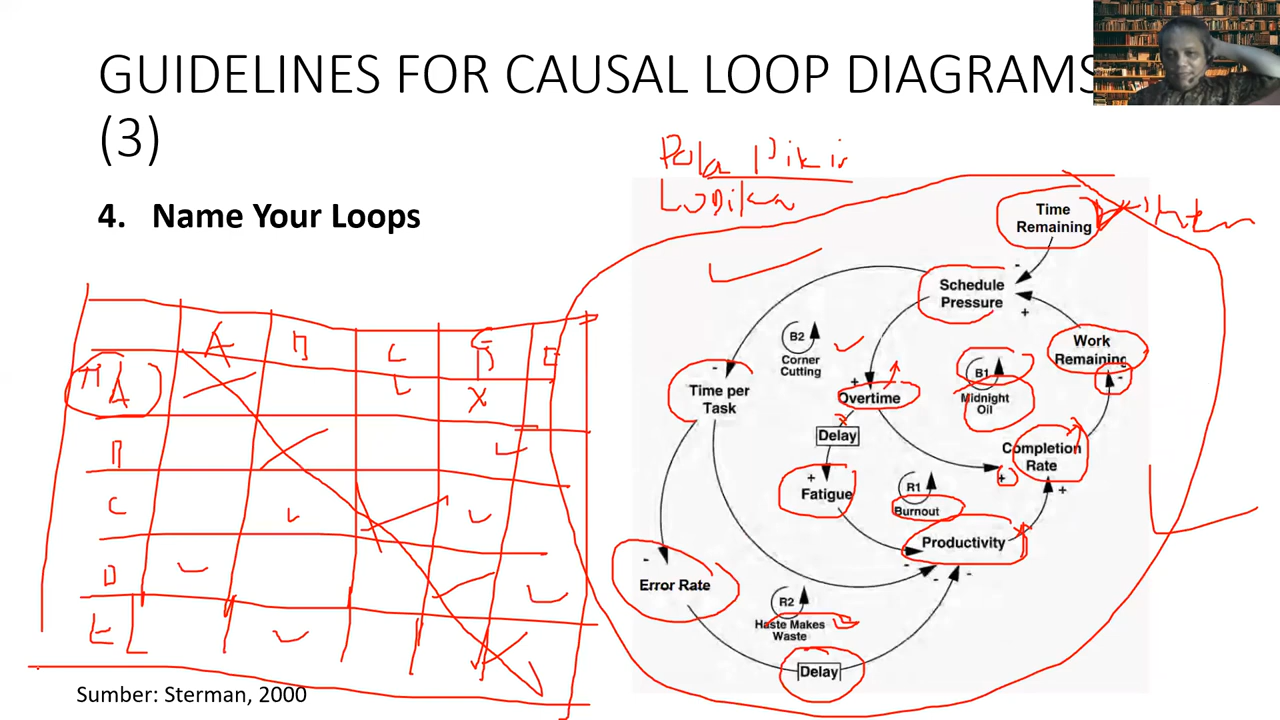 GUIDELINES FOR CAUSAL LOOP DIAGRAMS
(3)
4. Name Your Loops
Pola Pikir
Logika
Time
Remaining
-
Schedule
Pressure
+
B2
Corner
Cutting
Work
Remaining
-
B1
Midnight
Oil
-
Time per
Task
+
Overtime
Delay
Completion
Rate
+
+
+
Fatigue
R1
Burnout
Productivity
-
-
-
-
Error Rate
R2
Haste Makes
Waste
Delay
A B C D E
A
B
C
D
E
Sumber: Sterman, 2000